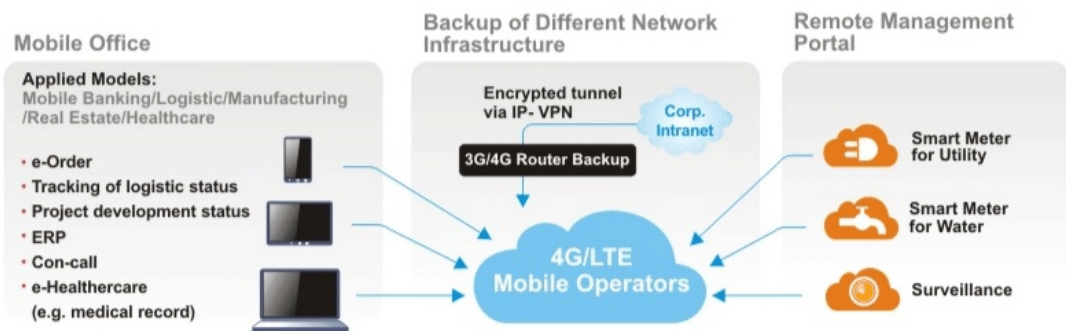 Mobile Office
Applied Models:
Mobile Banking/Logistic/Manufacturing
/Real Estate/Healthcare
• e-Order
• Tracking of logistic status
• Project development status
• ERP
• Con-call
• e-Healthercare
(e.g. medical record)
Backup of Different Network
Infrastructure
Encrypted tunnel
via IP- VPN
Corp.
Intranet
3G/4G Router Backup
4G/LTE
Mobile Operators
Remote Management
Portal
Smart Meter
for Utility
Smart Meter
for Water
Surveillance